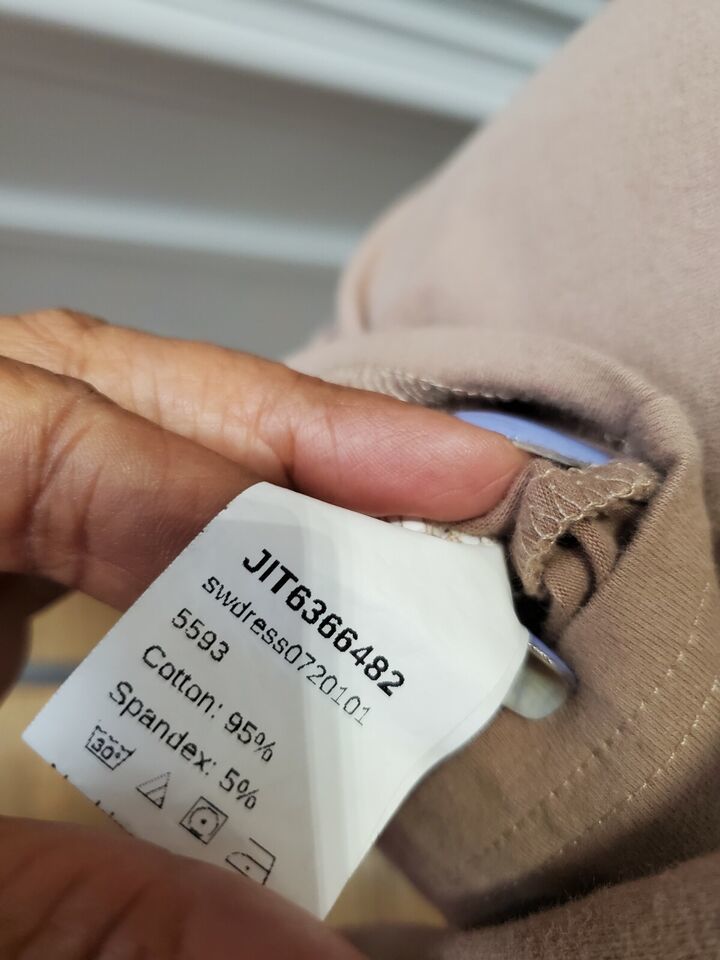 JIT6366482
swdress0720101
5593
Cotton: 95%
Spandex: 5%
30°